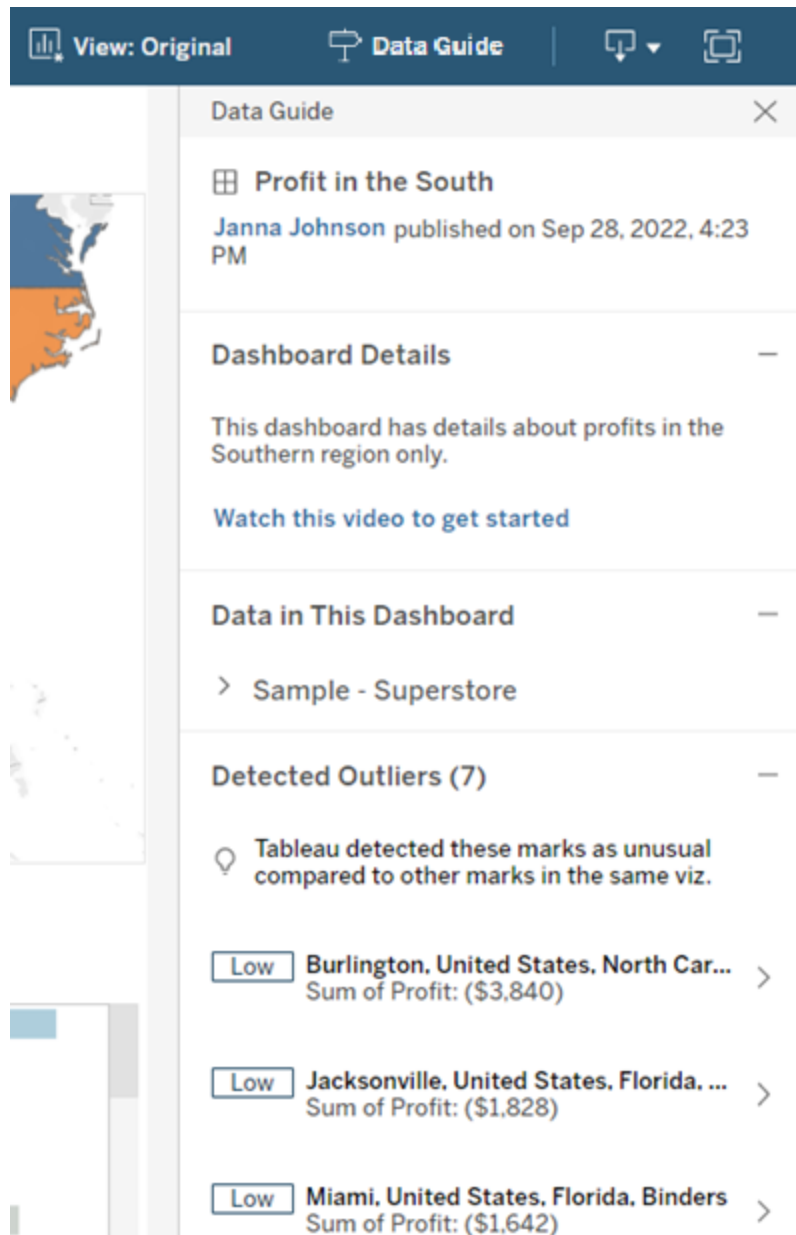 View: Original
Data Guide
Data Guide
Profit in the South
Janna Johnson published on Sep 28, 2022, 4:23
PM
Dashboard Details
This dashboard has details about profits in the
Southern region only.
Watch this video to get started
Data in This Dashboard
Sample - Superstore
Detected Outliers (7)
Tableau detected these marks as unusual
compared to other marks in the same viz.
Low
Burlington, United States, North Car...
Sum of Profit: ($3,840)
Low
Jacksonville, United States, Florida, ...
Sum of Profit: ($1,828)
Low
Miami, United States, Florida, Binders
Sum of Profit: ($1,642)